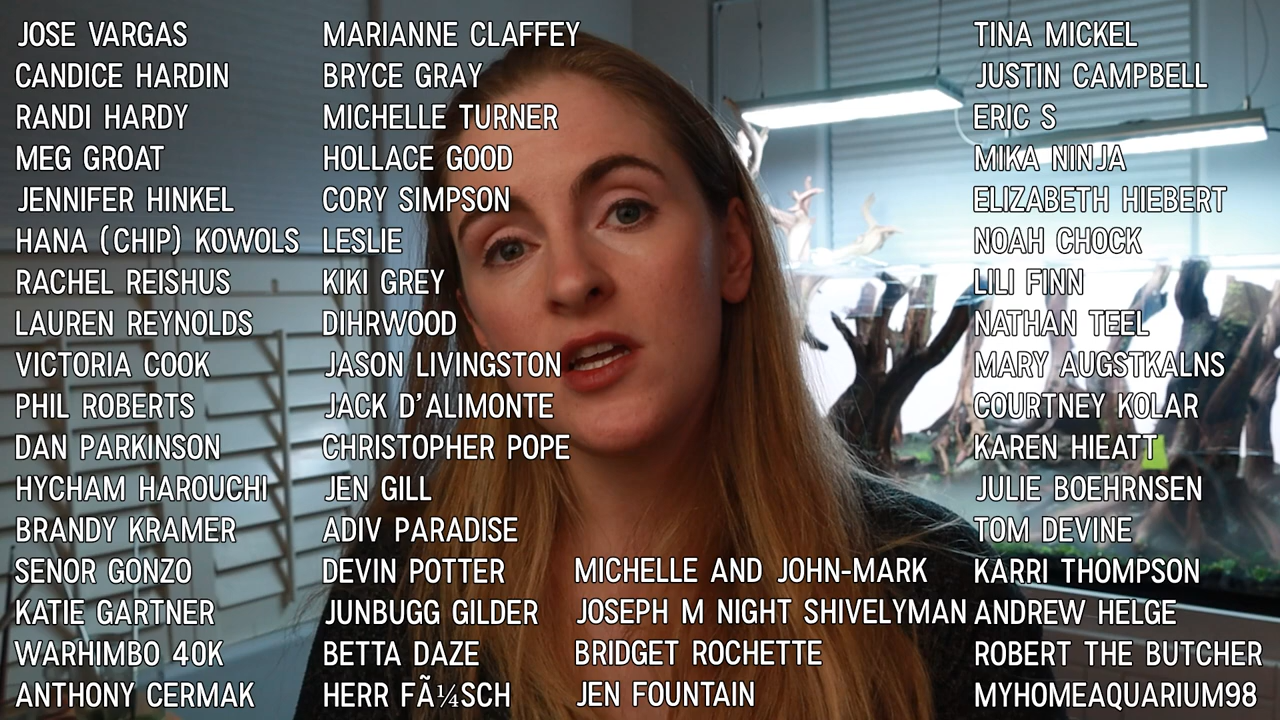 JOSE VARGAS
CANDICE HARDIN
RANDI HARDY
MEG GROAT
JENNIFER HINKEL
HANA (CHIP) KOWOLS
RACHEL REISHUS
LAUREN REYNOLDS
VICTORIA COOK
PHIL ROBERTS
DAN PARKINSON
HYCHAM HAROUCHI
BRANDY KRAMER
SENOR GONZO
KATIE GARTNER
WARHIMBO 40K
ANTHONY CERMAK
MARIANNE CLAFFEY
BRYCE GRAY
MICHELLE TURNER
HOLLACE GOOD
CORY SIMPSON
LESLIE
KIKI GREY
DIHRWOOD
JASON LIVINGSTON
JACK D'ALIMONTE
CHRISTOPHER POPE
JEN GILL
ADIV PARADISE
DEVIN POTTER
JUNBUGG GILDER
BETTA DAZE
HERR FÃ¼SCH
MICHELLE AND JOHN-MARK
JOSEPH M NIGHT SHIVELYMAN
BRIDGET ROCHETTE
JEN FOUNTAIN
TINA MICKEL
JUSTIN CAMPBELL
ERIC S
MIKA NINJA
ELIZABETH HIEBERT
NOAH CHOCK
LILI FINN
NATHAN TEEL
MARY AUGSTKALNS
COURTNEY KOLAR
KAREN HIEATT
JULIE BOEHRNSEN
TOM DEVINE
KARRI THOMPSON
ANDREW HELGE
ROBERT THE BUTCHER
MYHOMEAQUARIUM98